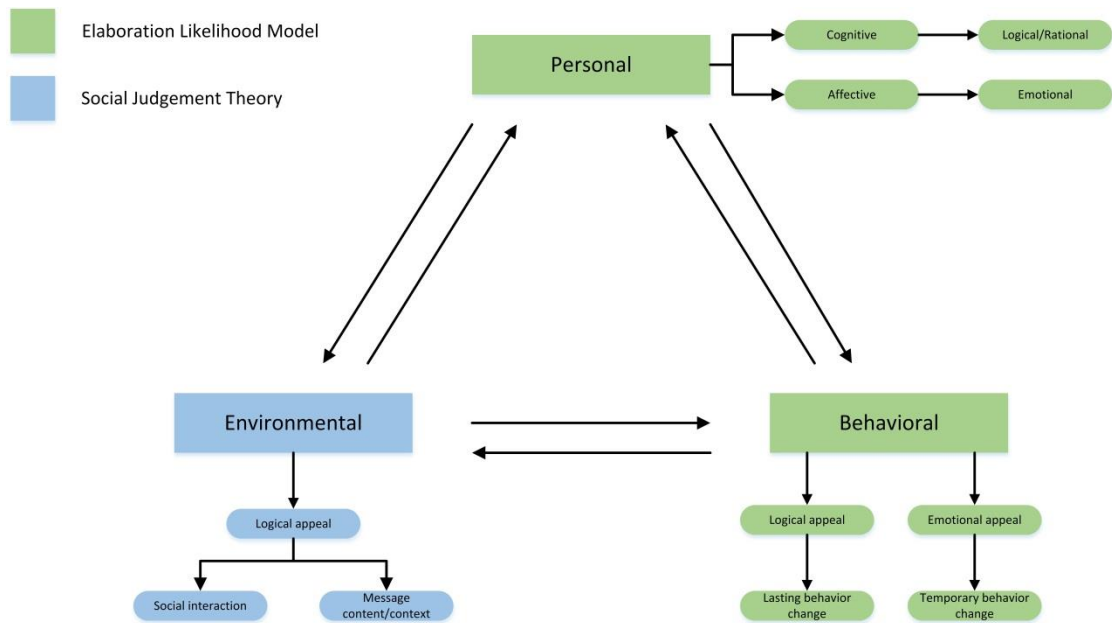 Elaboration Likelihood Model
Social Judgement Theory
Personal
Cognitive
Logical/Rational
Affective
Emotional
Environmental
Behavioral
Logical appeal
Social interaction
Message
content/context
Logical appeal
Emotional appeal
Lasting behavior
change
Temporary behavior
change